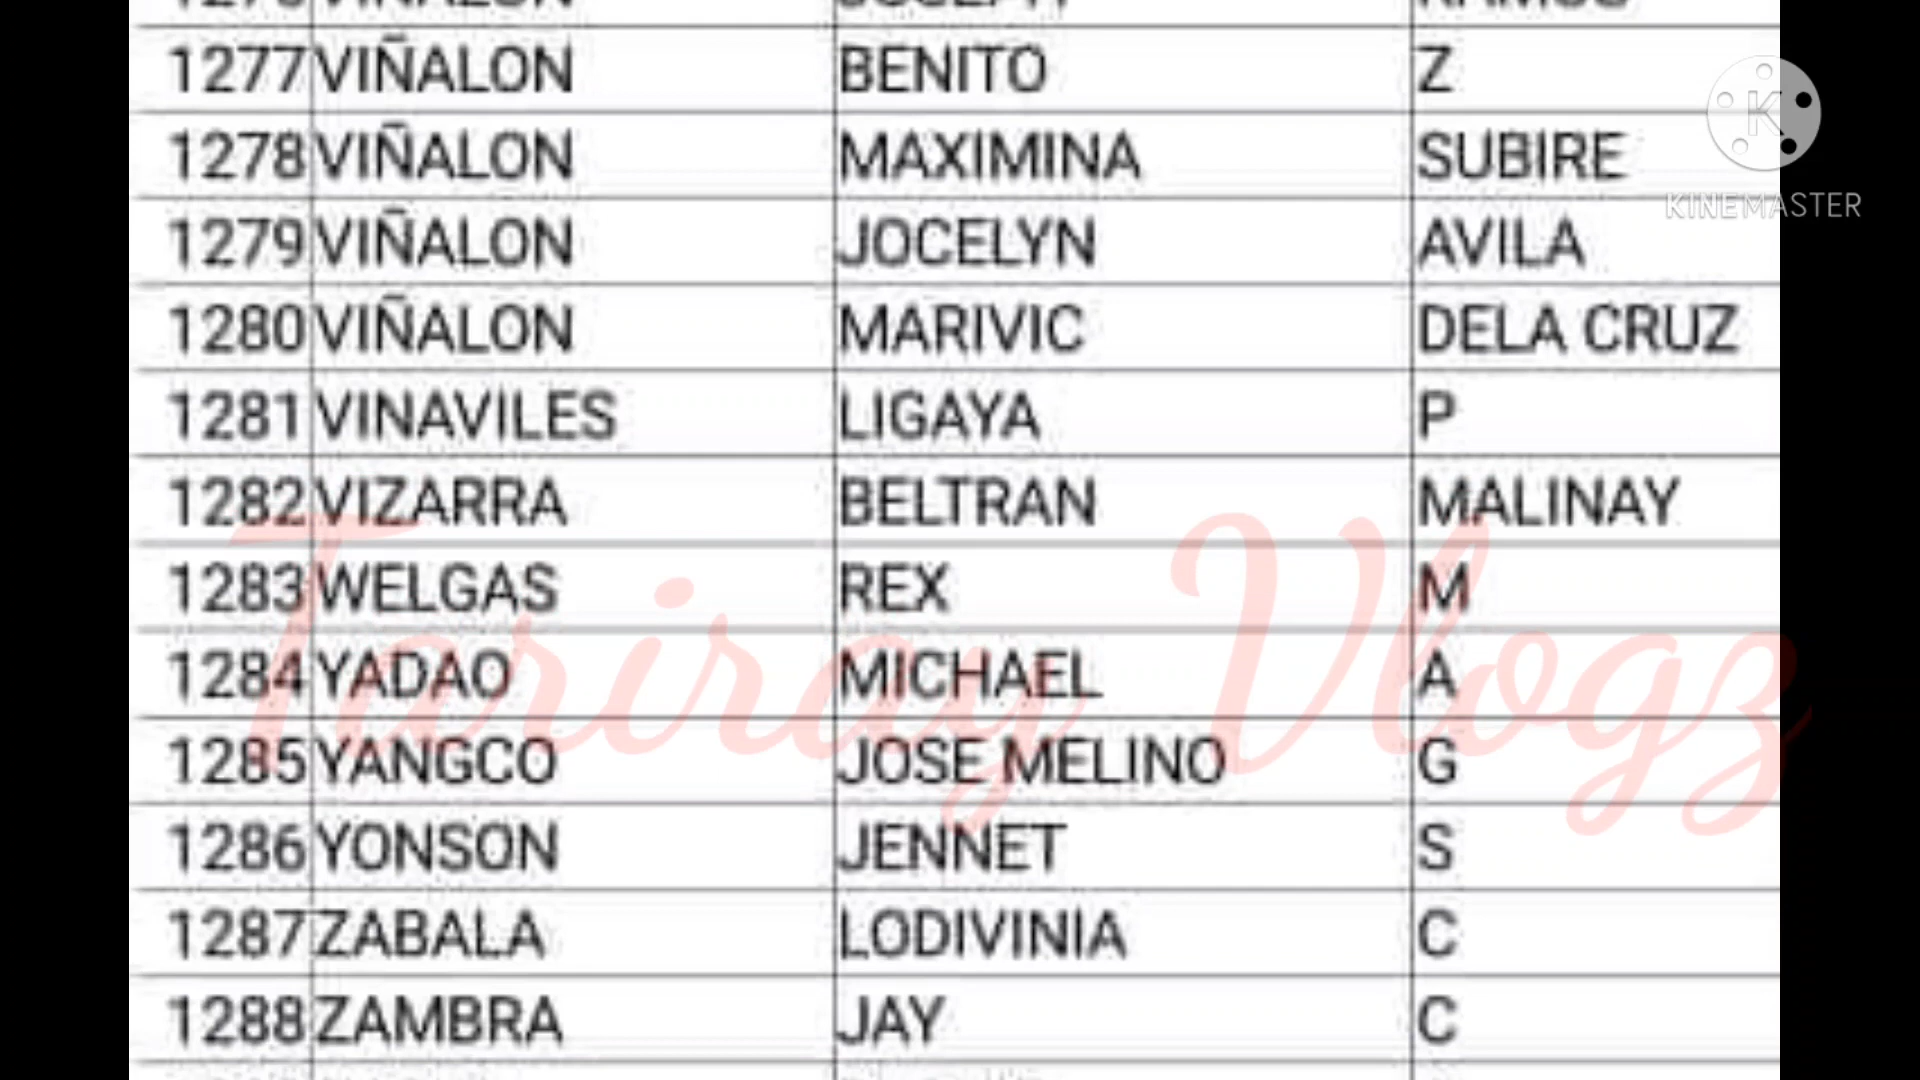 1277 VIÑALON BENITO Z
1278 VIÑALON MAXIMINA SUBIRE
1279 VIÑALON JOCELYN AVILA
1280 VIÑALON MARIVIC DELA CRUZ
1281 VINAVILES LIGAYA P
1282 VIZARRA BELTRAN MALINAY
1283 WELGAS REX M
1284 YADAO MICHAEL A
1285 YANGCO JOSE MELINO G
1286 YONSON JENNET S
1287 ZABALA LODIVINIA C
1288 ZAMBRA JAY C
K
KINEMASTER
Tariray Vlogz